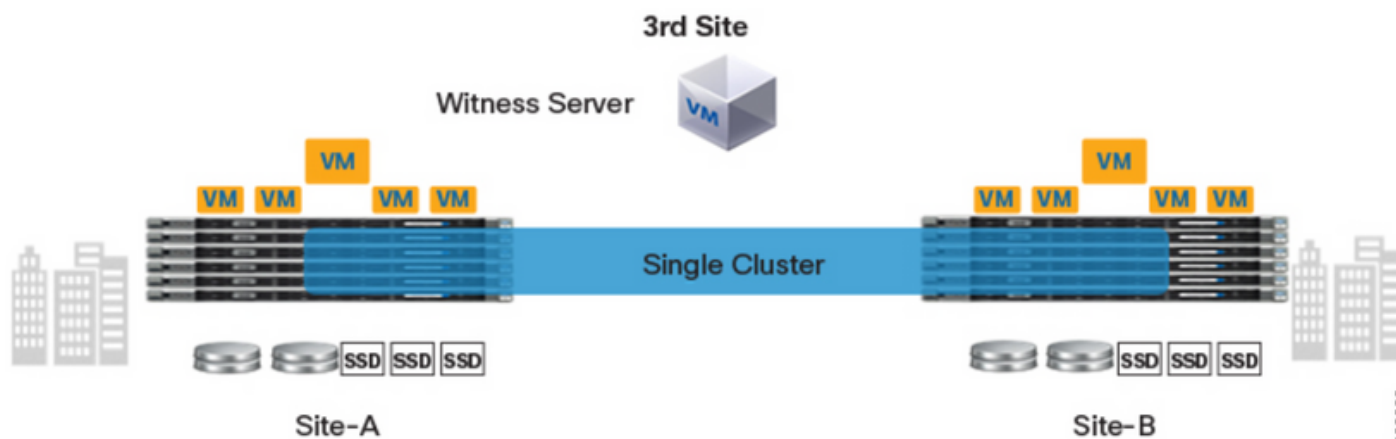 3rd Site
Witness Server
VM
VM
VM
VM VM VM VM
VM VM VM VM
Single Cluster
SSD SSD SSD
SSD SSD SSD
Site-A
Site-B